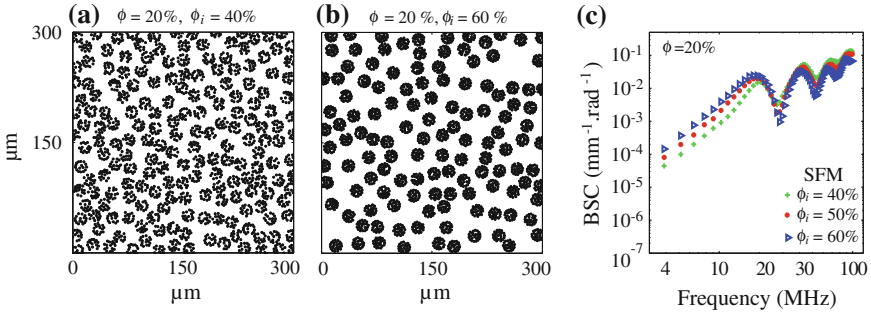 (a) ϕ = 20%, ϕi = 40%
300
150
μm
0 150 300
μm
(b) ϕ = 20 %, ϕi = 60 %
0 150 300
μm
(c)
ϕ=20%
BSC (mm⁻¹.rad⁻¹)
10⁻¹
10⁻²
10⁻³
10⁻⁴
10⁻⁵
10⁻⁶
10⁻⁷
SFM
ϕi = 40%
ϕi = 50%
ϕi = 60%
4 10 20 30 100
Frequency (MHz)